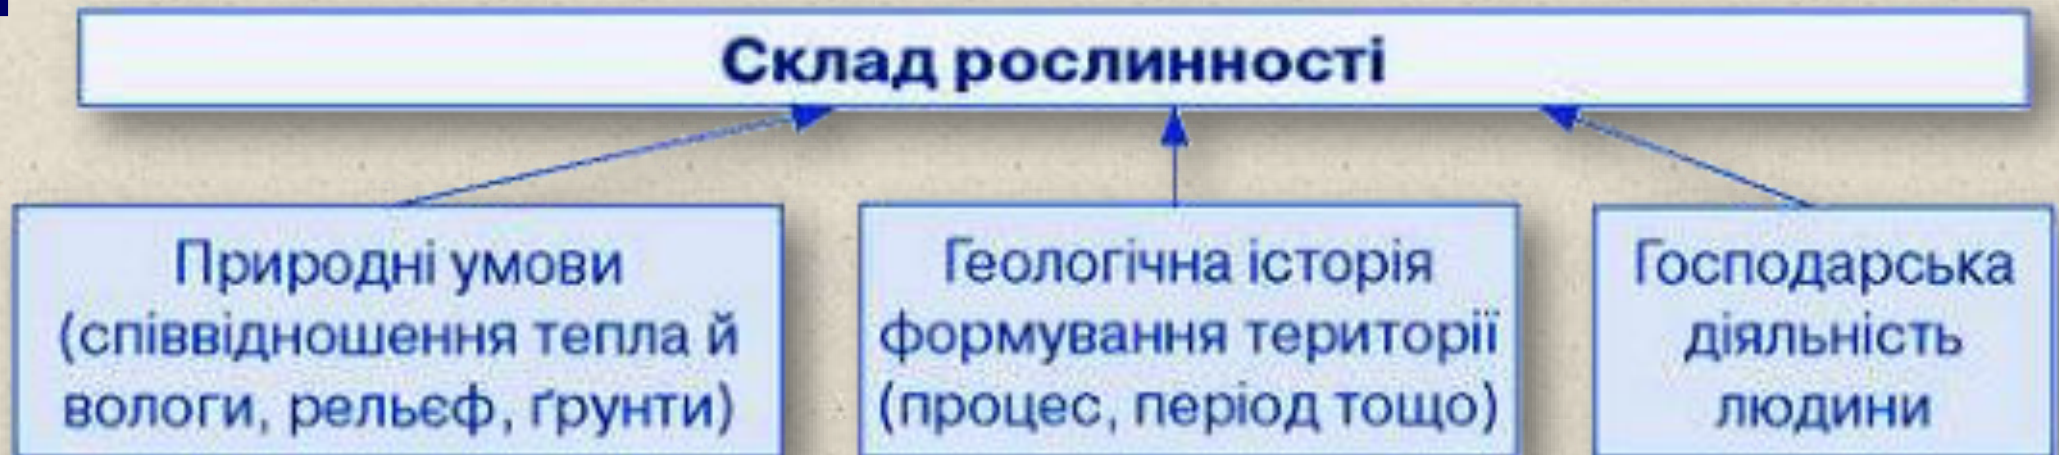 Склад рослинності
Природні умови
(співвідношення тепла й
вологи, рельєф, ґрунти)
Геологічна історія
формування території
(процес, період тощо)
Господарська
діяльність
людини